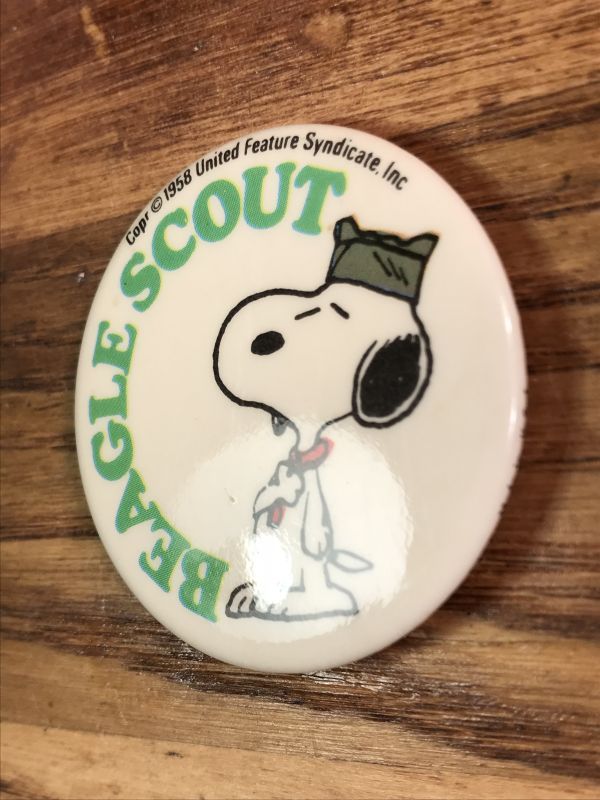 Copr © 1958 United Feature Syndicate, Inc
BEAGLE SCOUT